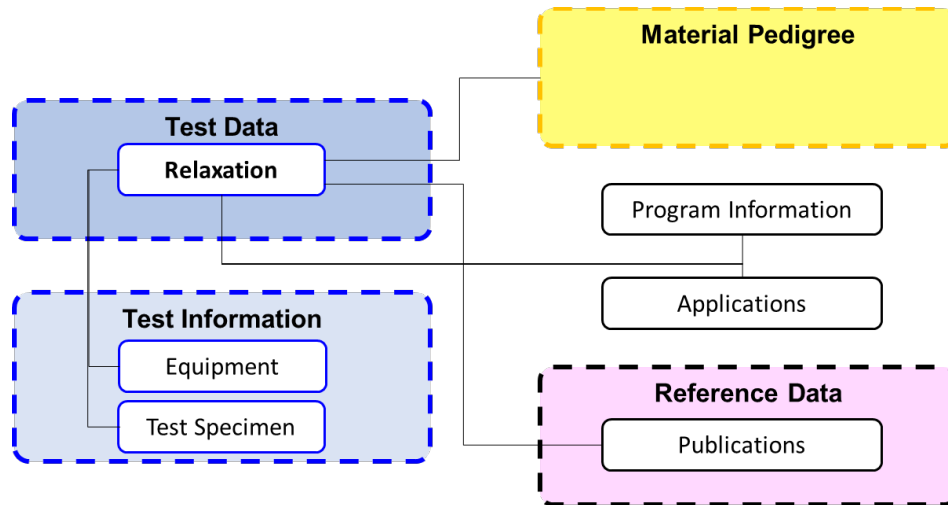 Material Pedigree
Test Data
Relaxation
Program Information
Applications
Test Information
Equipment
Test Specimen
Reference Data
Publications